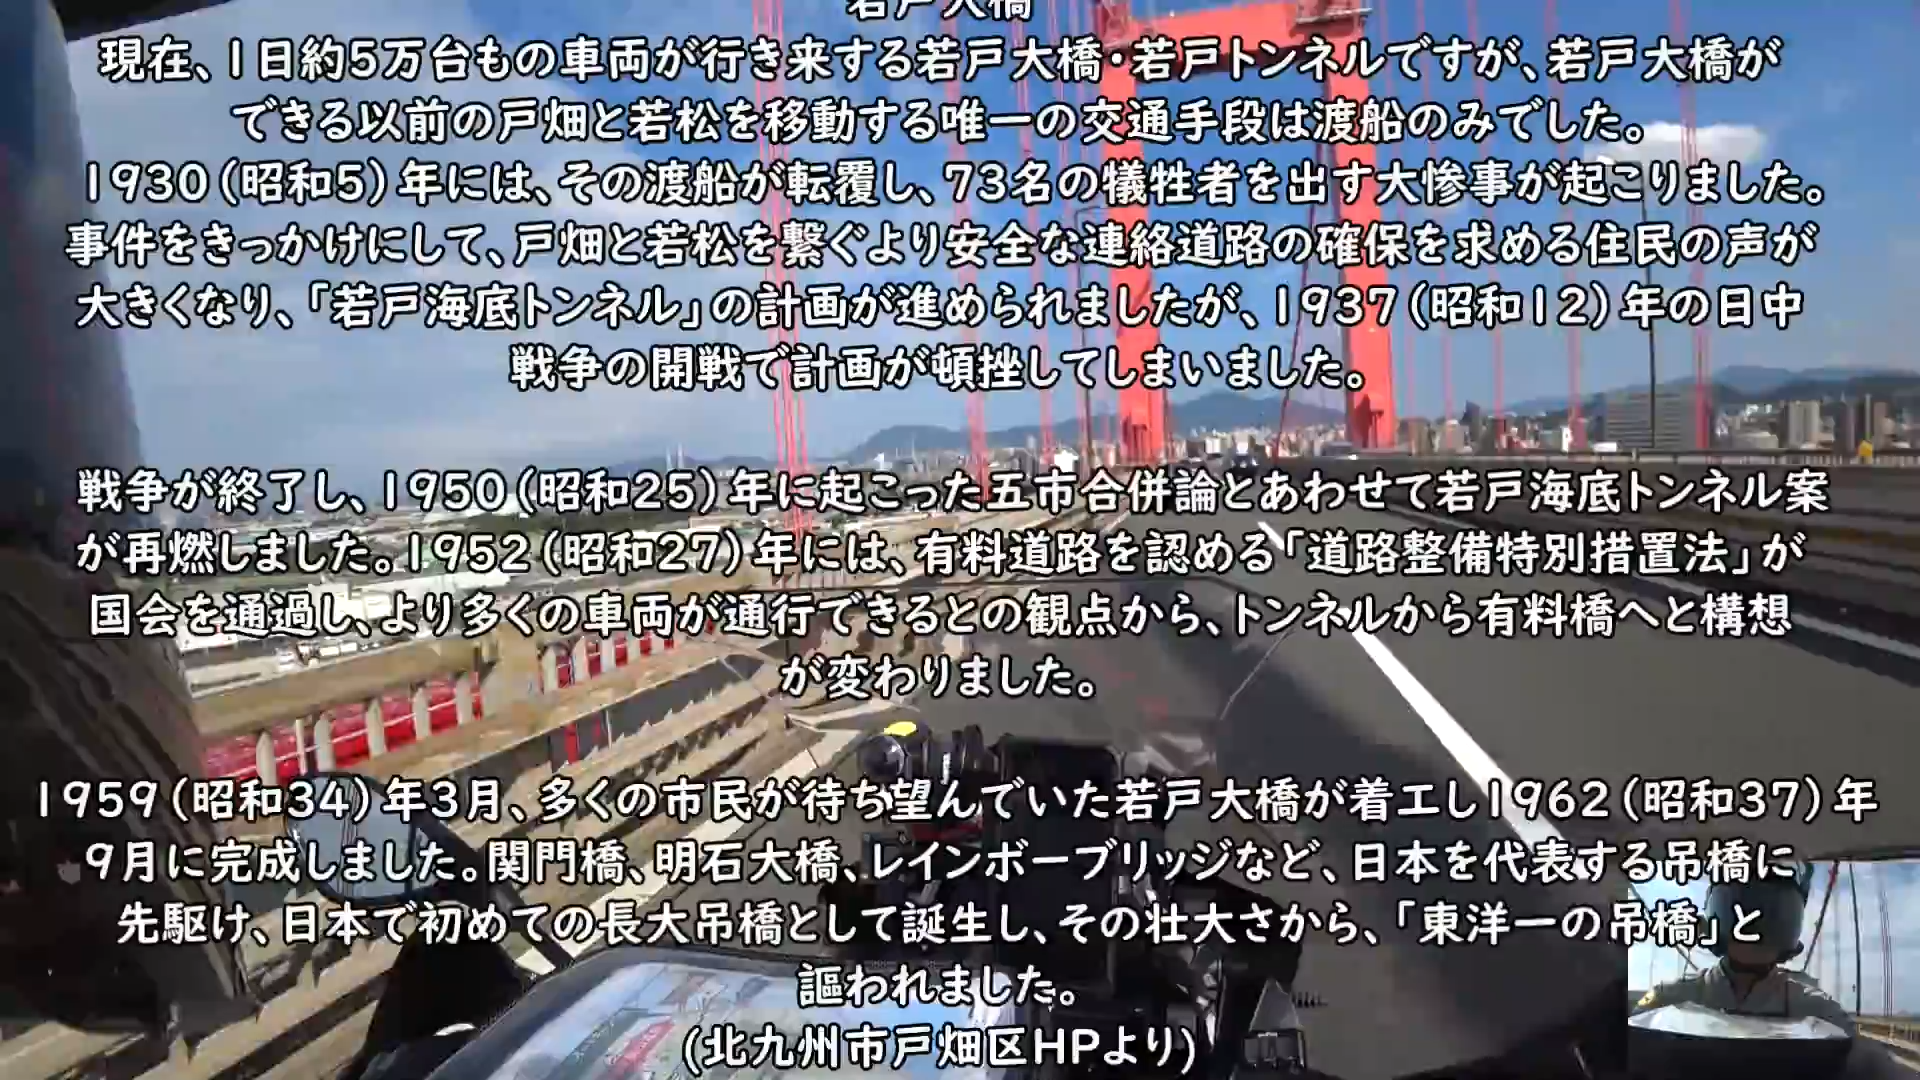 若戸大橋
現在、1日約5万台もの車両が行き来する若戸大橋・若戸トンネルですが、若戸大橋が
できる以前の戸畑と若松を移動する唯一の交通手段は渡船のみでした。
1930(昭和5)年には、その渡船が転覆し、73名の犠牲者を出す大惨事が起こりました。
事件をきっかけにして、戸畑と若松を繋ぐより安全な連絡道路の確保を求める住民の声が
大きくなり、「若戸海底トンネル」の計画が進められましたが、1937(昭和12)年の日中
戦争の開戦で計画が頓挫してしまいました。
戦争が終了し、1950(昭和25)年に起こった五市合併論とあわせて若戸海底トンネル案
が再燃しました。1952(昭和27)年には、有料道路を認める「道路整備特別措置法」が
国会を通過し、より多くの車両が通行できるとの観点から、トンネルから有料橋へと構想
が変わりました。
1959(昭和34)年3月、多くの市民が待ち望んでいた若戸大橋が着工し1962(昭和37)年
9月に完成しました。関門橋、明石大橋、レインボーブリッジなど、日本を代表する吊橋に
先駆け、日本で初めての長大吊橋として誕生し、その壮大さから、「東洋一の吊橋」と
謳われました。
(北九州市戸畑区HPより)